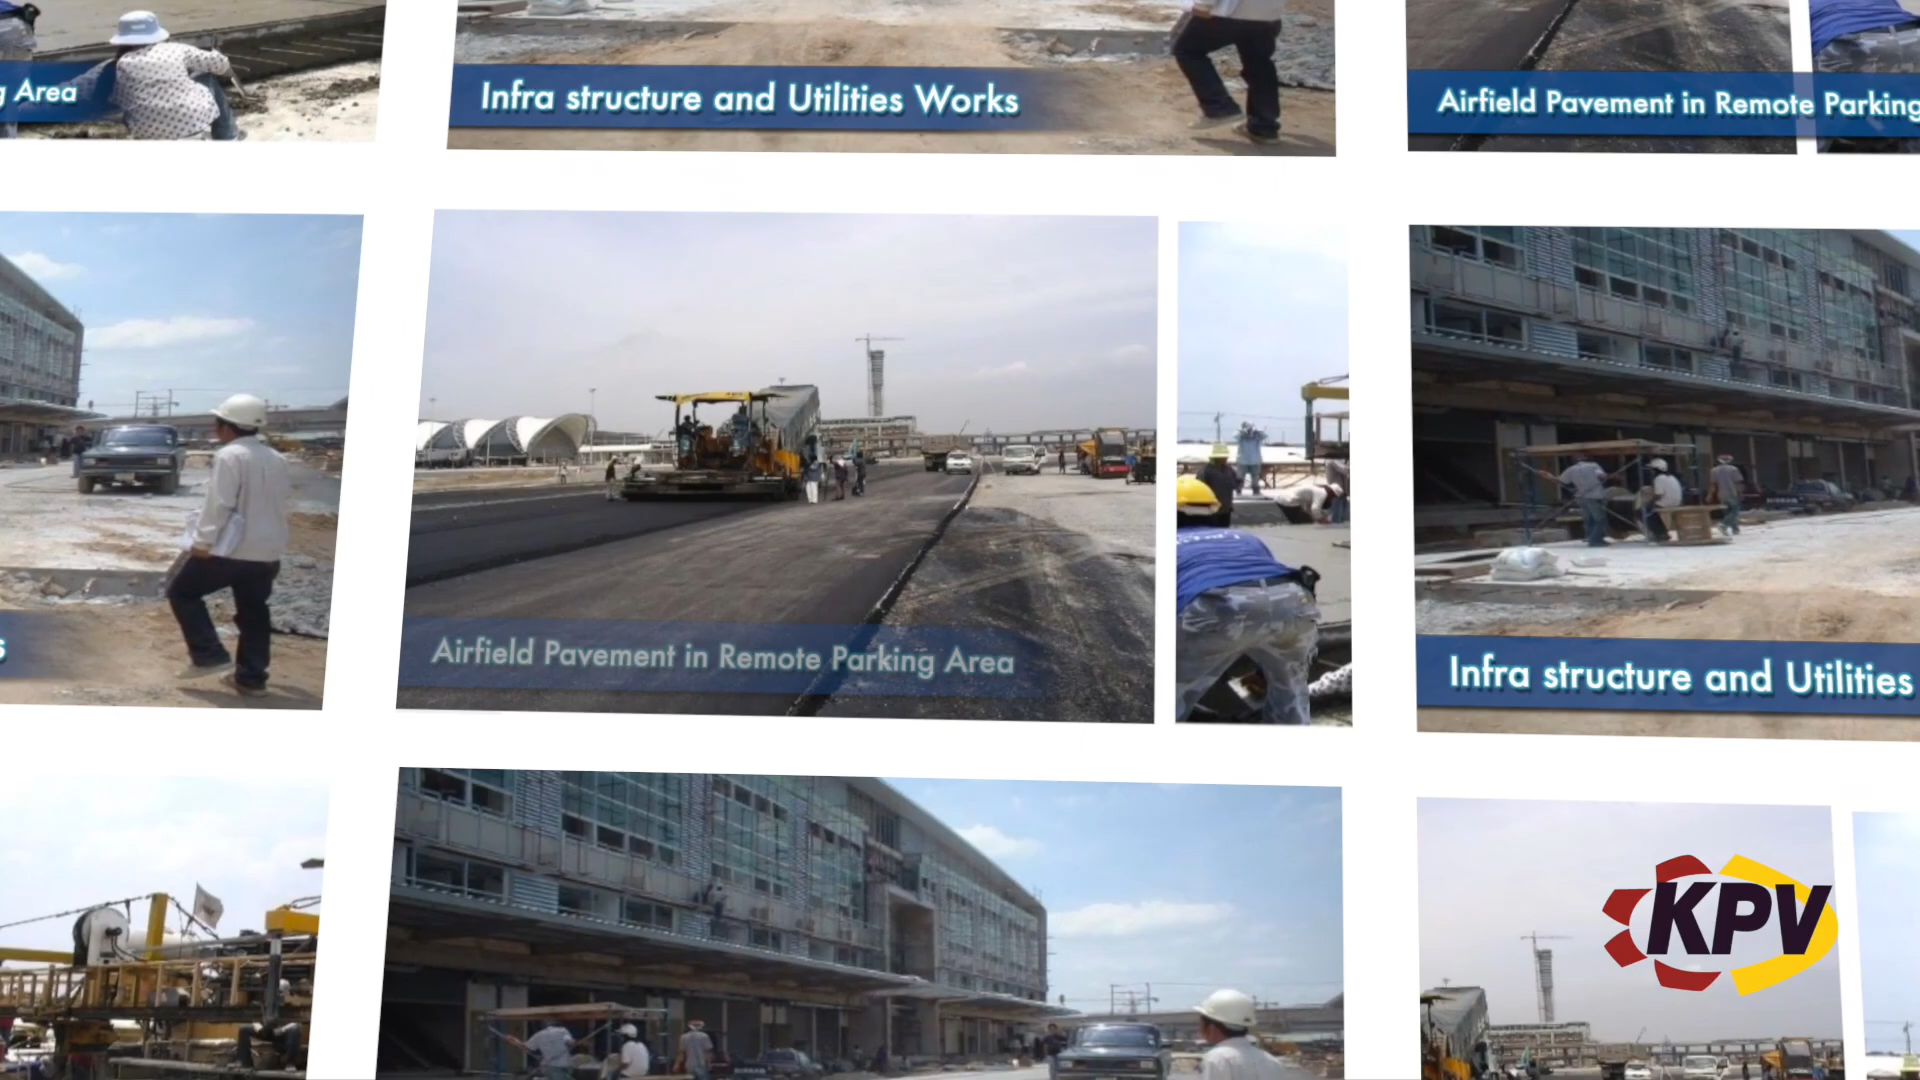 g Area
Infra structure and Utilities Works
Airfield Pavement in Remote Parking
s
Airfield Pavement in Remote Parking Area
Infra structure and Utilities
KPV